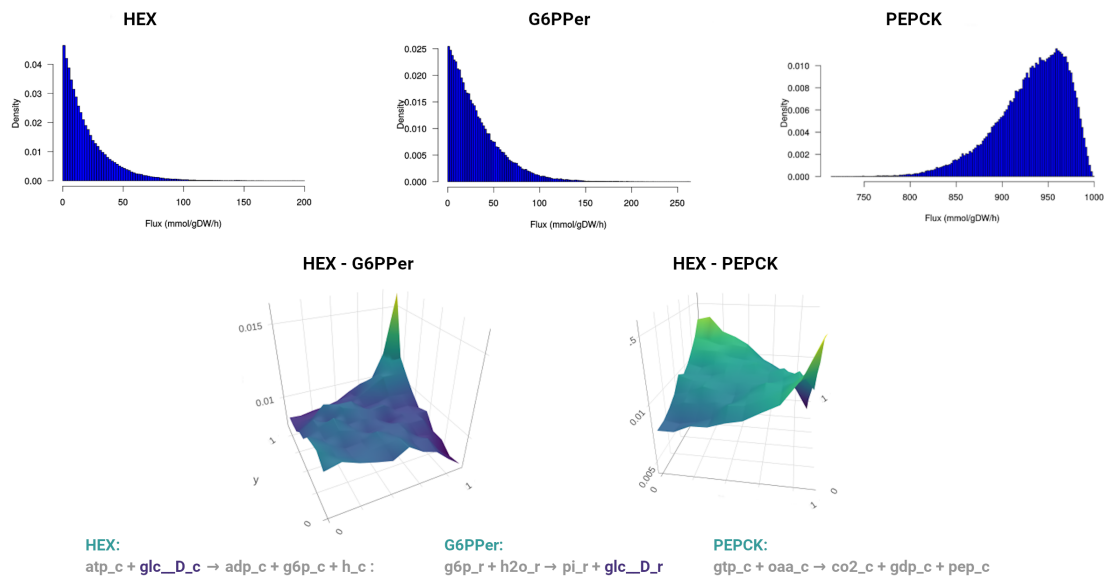 HEX
G6PPer
PEPCK
Density
0.00
0.01
0.02
0.03
0.04
0 50 100 150 200
Flux (mmol/gDW/h)
Density
0.000
0.005
0.010
0.015
0.020
0.025
0 50 100 150 200 250
Flux (mmol/gDW/h)
Density
0.000
0.002
0.004
0.006
0.008
0.010
750 800 850 900 950 1000
Flux (mmol/gDW/h)
HEX - G6PPer
HEX - PEPCK
0.015
0.01
1
y
0
0
1
.5
0.01
0.005
0
1
0
1
HEX:
atp_c + glc__D_c → adp_c + g6p_c + h_c :
G6PPer:
g6p_r + h2o_r → pi_r + glc__D_r
PEPCK:
gtp_c + oaa_c → co2_c + gdp_c + pep_c